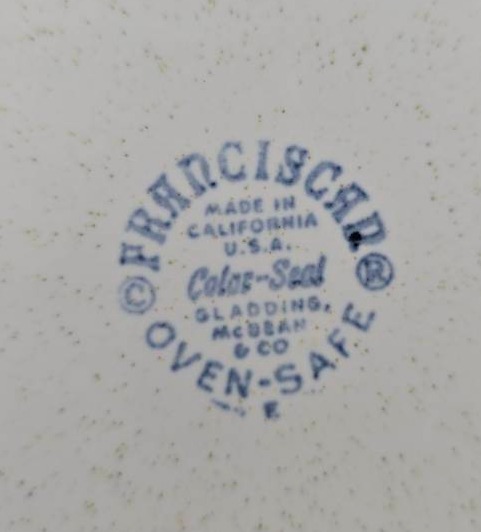 FRANCISCAN
© ®
MADE IN
CALIFORNIA
U.S.A.
Color-Seal
GLADDING,
McBEAN
& CO
OVEN-SAFE
E